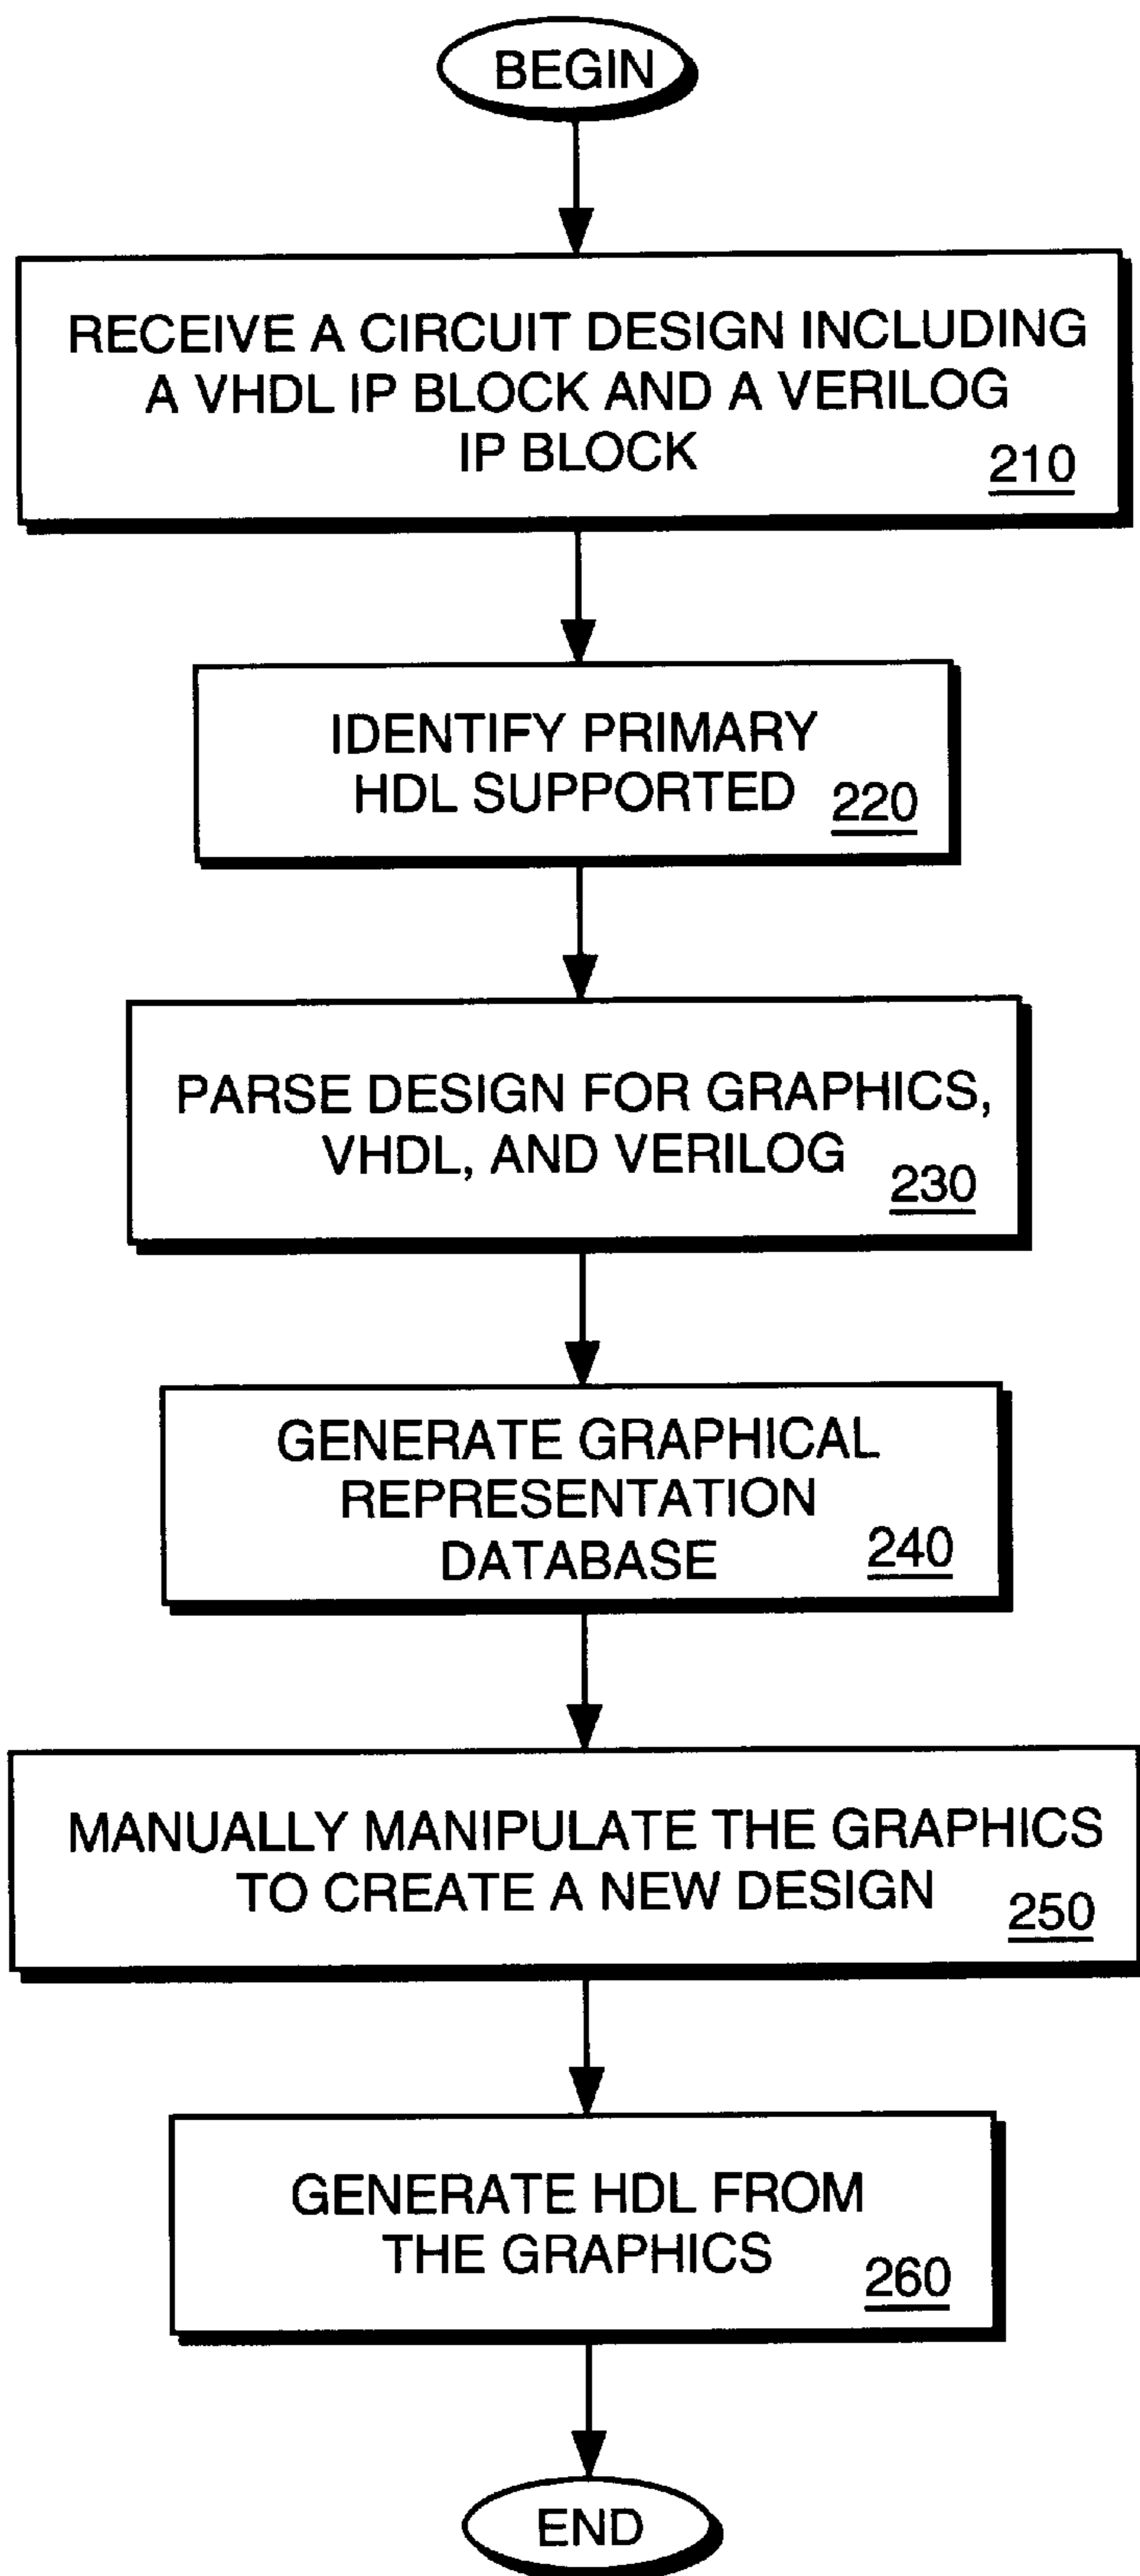 BEGIN
RECEIVE A CIRCUIT DESIGN INCLUDING
A VHDL IP BLOCK AND A VERILOG
IP BLOCK
210
IDENTIFY PRIMARY
HDL SUPPORTED
220
PARSE DESIGN FOR GRAPHICS,
VHDL, AND VERILOG
230
GENERATE GRAPHICAL
REPRESENTATION
DATABASE
240
MANUALLY MANIPULATE THE GRAPHICS
TO CREATE A NEW DESIGN
250
GENERATE HDL FROM
THE GRAPHICS
260
END